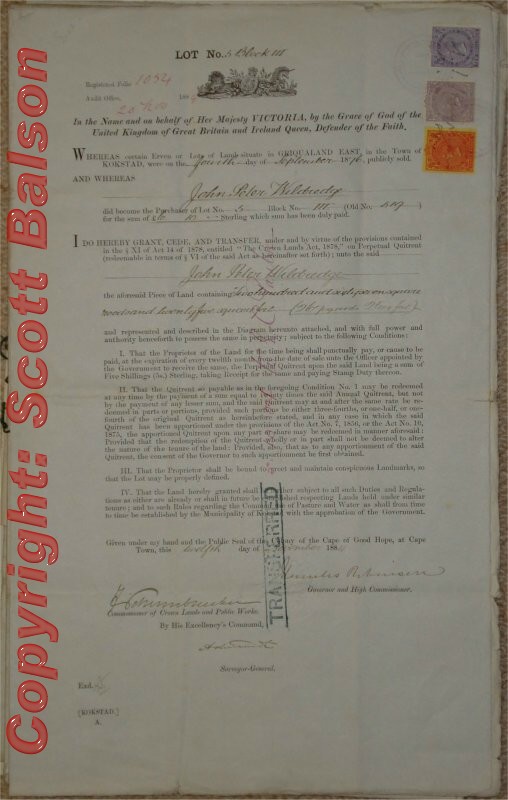 LOT No. 5 Block III
Registered Folio 1034
Audit Office, 188
In the Name and on behalf of Her Majesty VICTORIA, by the Grace of God of the
United Kingdom of Great Britain and Ireland Queen, Defender of the Faith.
WHEREAS certain Erven or Lots of Land situate in GRIQUALAND EAST, in the Town of
KOKSTAD, were on the fourth day of September 1876, publicly sold.
AND WHEREAS
John Peter
did become the Purchaser of Lot No. 5 Block No. III (Old No. )
for the sum of £ Sterling which sum has been duly paid.
I DO HEREBY GRANT, CEDE, AND TRANSFER, under and by virtue of the provisions contained
in the § XI of Act 14 of 1878, entitled "The Crown Lands Act, 1878," on Perpetual Quitrent
(redeemable in terms of § VI of the said Act as hereinafter set forth); unto the said
John Peter
the aforesaid Piece of Land containing
and represented and described in the Diagram hereunto attached, and with full power and
authority henceforth to possess the same in perpetuity; subject to the following Conditions:
I. That the Proprietor of the Land for the time being shall punctually pay, or cause to be
paid, at the expiration of every twelve months from the date of sale unto the Officer appointed by
the Government to receive the same, the Perpetual Quitrent upon the said Land being a sum of
Five Shillings (5s.) Sterling, taking Receipt for the same and paying Stamp Duty thereon.
II. That the Quitrent so payable as in the foregoing Condition No. 1 may be redeemed
at any time by the payment of a sum equal to twenty times the said Annual Quitrent, but not
by the payment of any lesser sum, and the said Quitrent may at and after the same rate be re-
deemed in parts or portions, provided such portions be either three-fourths, or one-half, or one-
fourth of the original Quitrent as hereinbefore stated, and in any cases in which the said
Quitrent has been apportioned under the provisions of the Act No. 7, 1856, or the Act No. 10,
1875, the apportioned Quitrent upon any part or share may be redeemed in manner aforesaid:
Provided that the redemption of the Quitrent wholly or in part shall not be deemed to alter
the nature of the tenure of the land: Provided, also, that as to any apportionment of the said
Quitrent, the consent of the Government to such apportionment be first obtained.
III. That the Proprietor shall be bound to erect and maintain conspicuous Landmarks, so
that the Lot may be properly defined.
IV. That the Land hereby granted shall be further subject to all such Duties and Regula-
tions as either are already or shall in future be established respecting Lands held under similar
tenure; and to such Rules regarding the Commonage of Pasture and Water as shall from time
to time be established by the Municipality of Kokstad with the approbation of the Government.
Given under my hand and the Public Seal of the Colony of the Cape of Good Hope, at Cape
Town, this twelfth day of 188
TRANSFERRED
Hercules Robinson
Governor and High Commissioner.
Commissioner of Crown Lands and Public Works.
By His Excellency's Command,
Surveyor-General.
End.
[KOKSTAD.]
A.
Copyright: Scott Balson